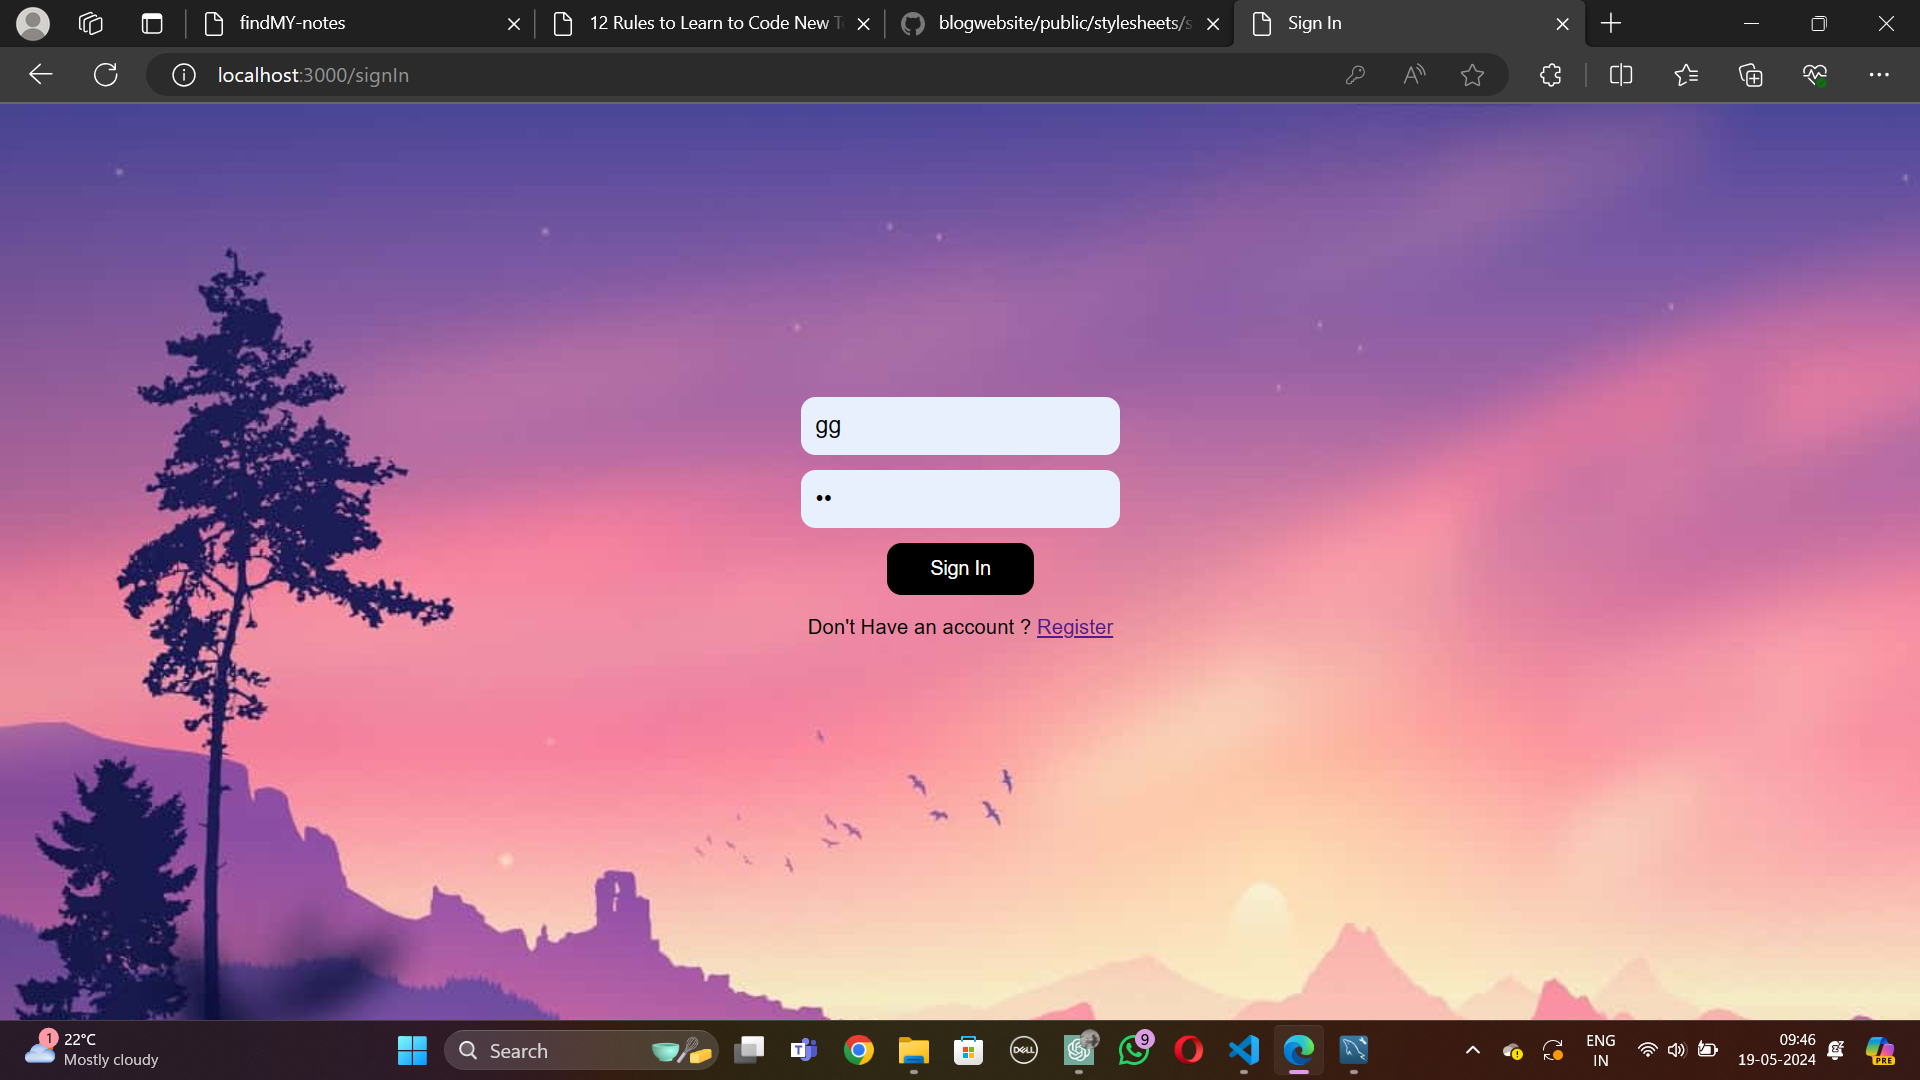 findMY-notes
12 Rules to Learn to Code New
blogwebsite/public/stylesheets/s
Sign In
localhost:3000/signIn
gg
••
Sign In
Don't Have an account ? Register
1
22°C
Mostly cloudy
Search
DELL
9
PRE
ENG
IN
09:46
19-05-2024